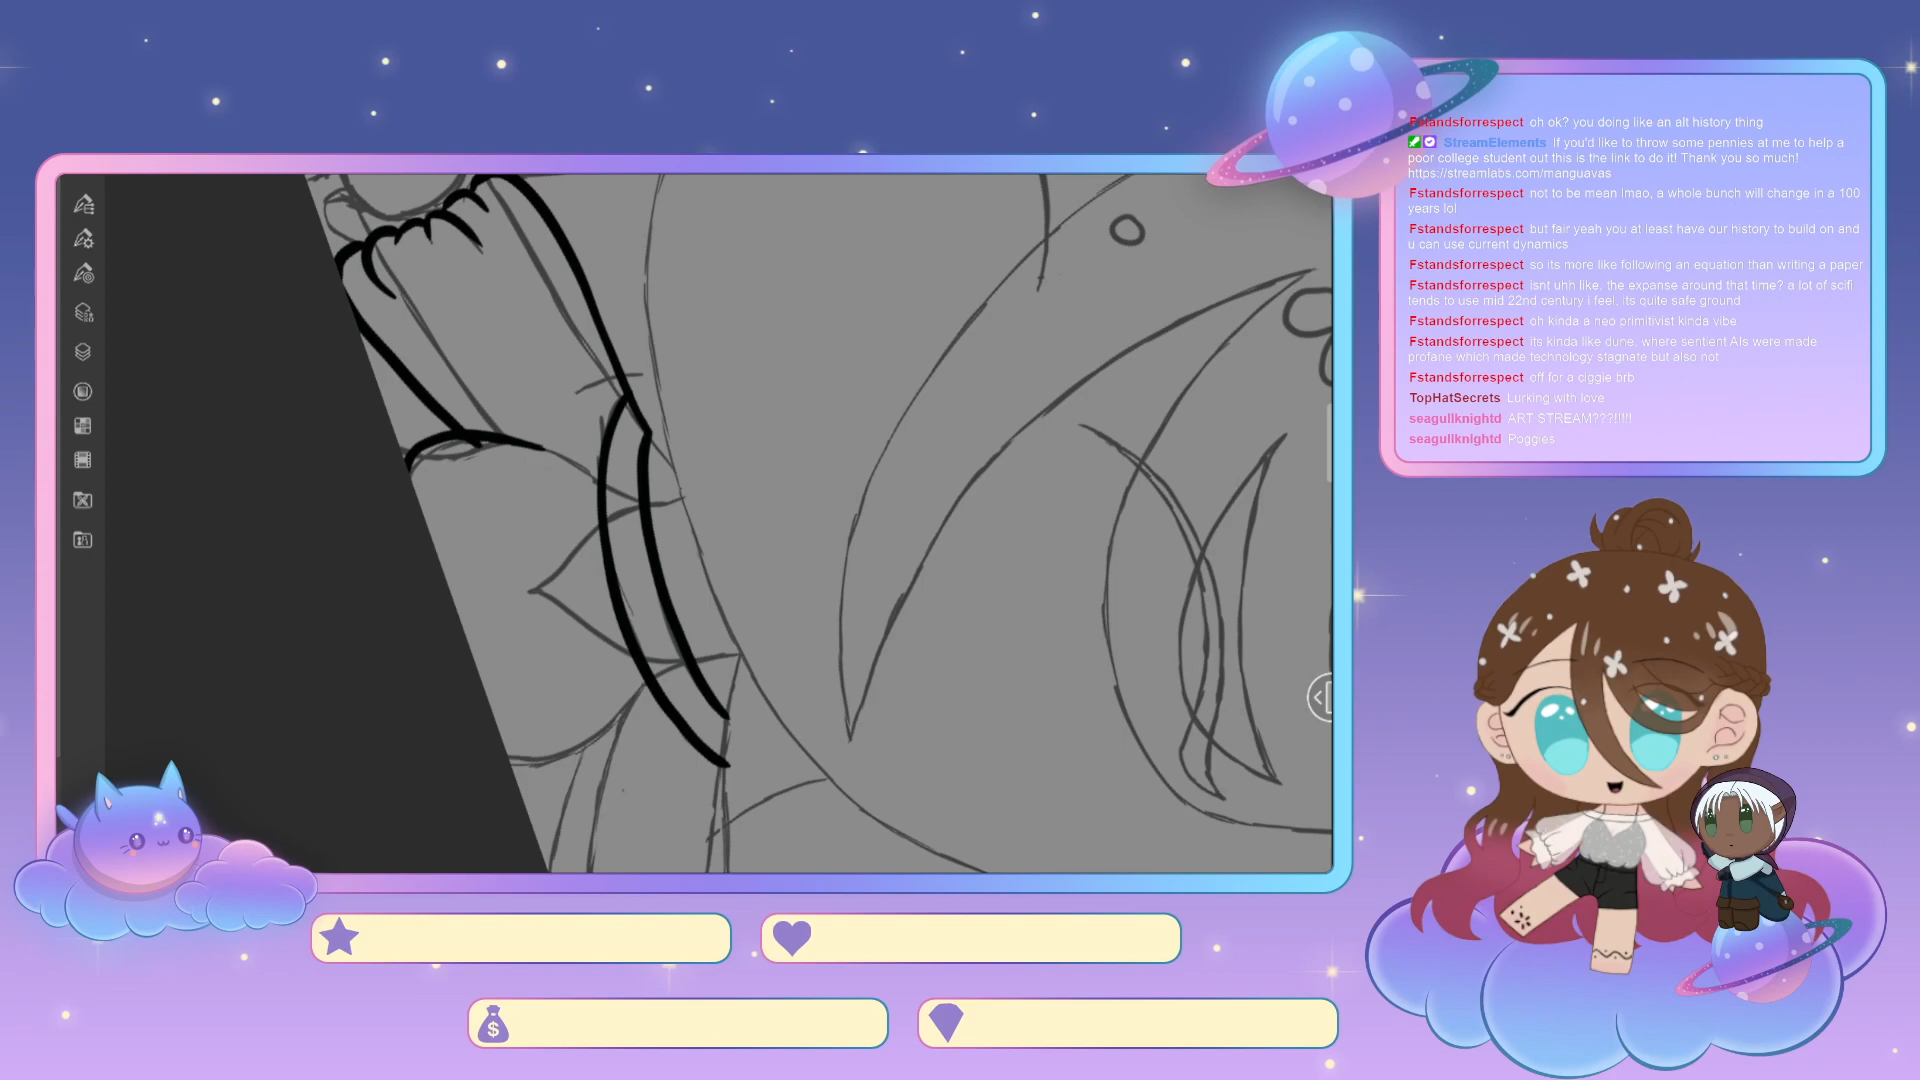 Fstandsforrespect oh ok? you doing like an alt history thing
StreamElements If you'd like to throw some pennies at me to help a
poor college student out this is the link to do it! Thank you so much!
https://streamlabs.com/manguavas
Fstandsforrespect not to be mean lmao, a whole bunch will change in a 100
years lol
Fstandsforrespect but fair yeah you at least have our history to build on and
u can use current dynamics
Fstandsforrespect so its more like following an equation than writing a paper
Fstandsforrespect isnt uhh like, the expanse around that time? a lot of scifi
tends to use mid 22nd century i feel, its quite safe ground
Fstandsforrespect oh kinda a neo primitivist kinda vibe
Fstandsforrespect its kinda like dune, where sentient AIs were made
profane which made technology stagnate but also not
Fstandsforrespect off for a ciggie brb
TopHatSecrets Lurking with love
seagullknightd ART STREAM???!!!!!
seagullknightd Poggies
$